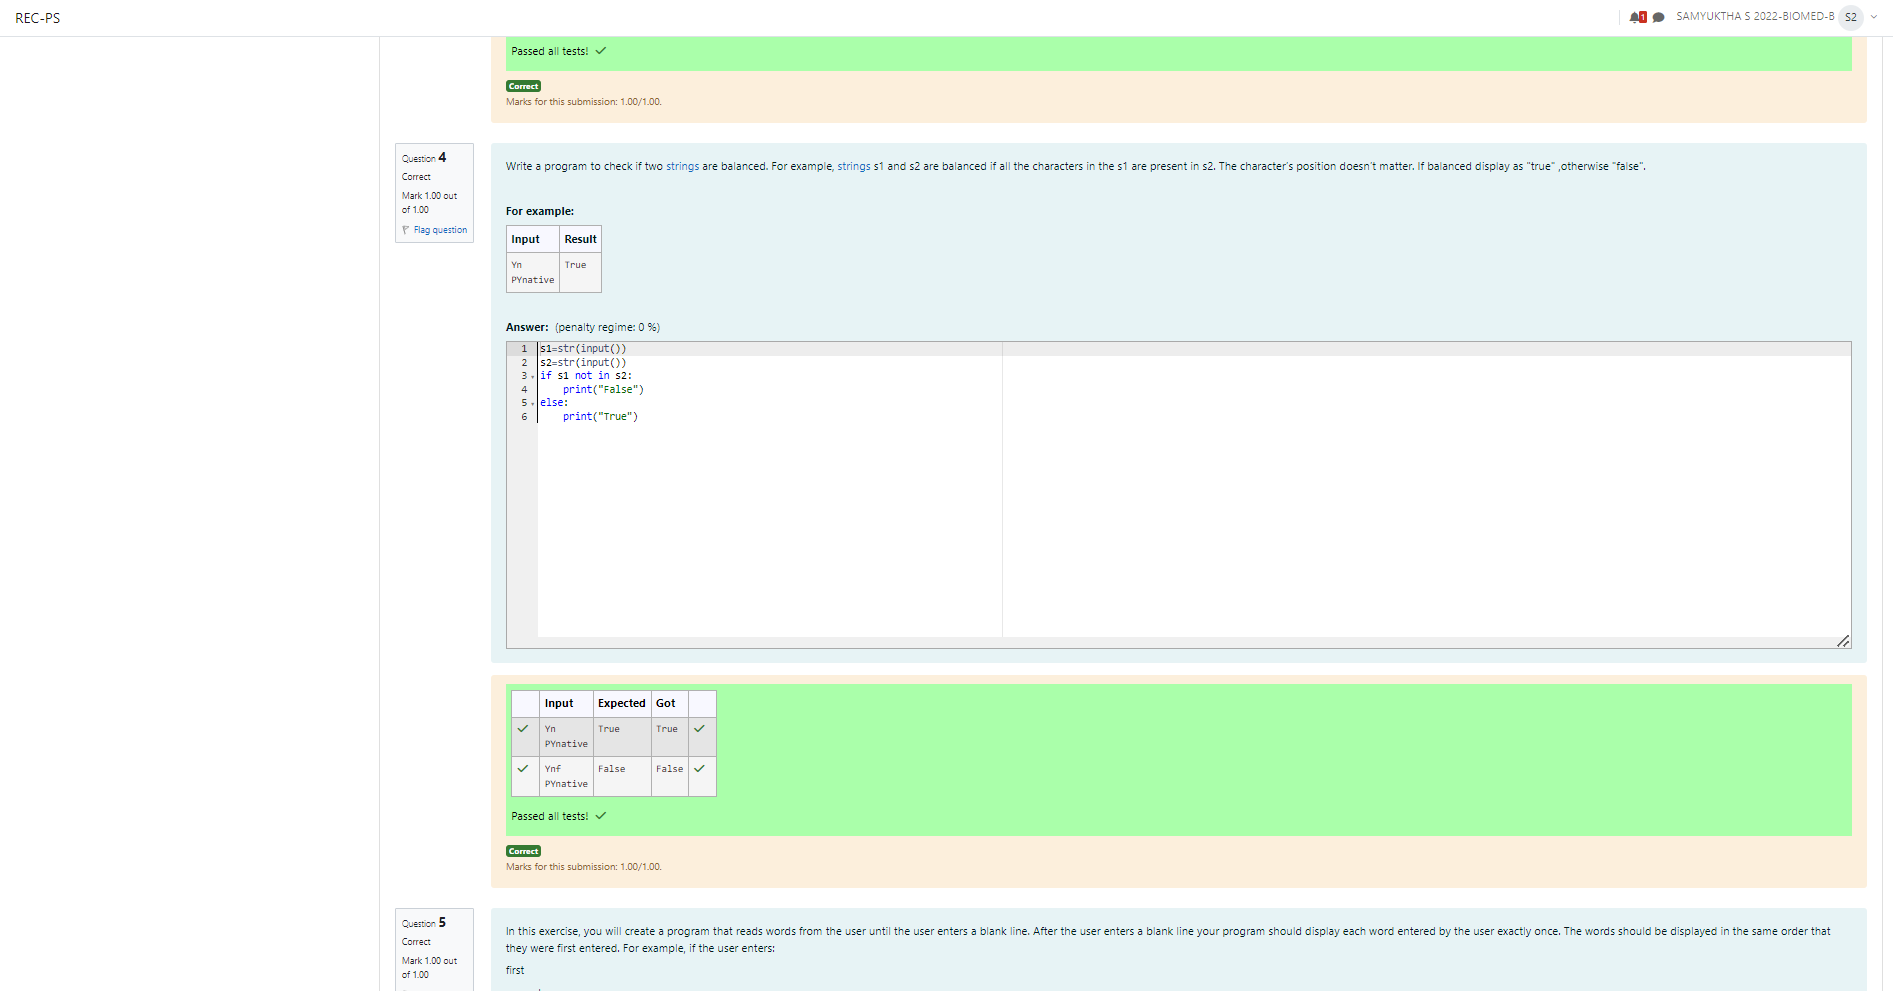 REC-PS
1
SAMYUKTHA S 2022-BIOMED-B
S2
Passed all tests!
Correct
Marks for this submission: 1.00/1.00.
Question 4
Correct
Mark 1.00 out
of 1.00
Flag question
Write a program to check if two strings are balanced. For example, strings s1 and s2 are balanced if all the characters in the s1 are present in s2. The character's position doesn't matter. If balanced display as "true" ,otherwise "false".
For example:
Input Result
Yn True
PYnative
Answer: (penalty regime: 0 %)
1 s1=str(input())
2 s2=str(input())
3 if s1 not in s2:
4     print("False")
5 else:
6     print("True")
Input Expected Got
Yn True True
PYnative
Ynf False False
PYnative
Passed all tests!
Correct
Marks for this submission: 1.00/1.00.
Question 5
Correct
Mark 1.00 out
of 1.00
In this exercise, you will create a program that reads words from the user until the user enters a blank line. After the user enters a blank line your program should display each word entered by the user exactly once. The words should be displayed in the same order that
they were first entered. For example, if the user enters:
first